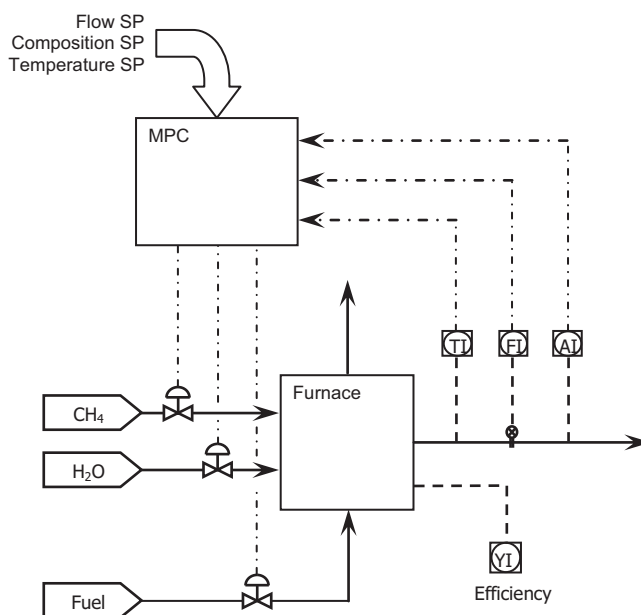 Flow SP
Composition SP
Temperature SP
MPC
TI
FI
AI
Furnace
CH₄
H₂O
YI
Fuel
Efficiency